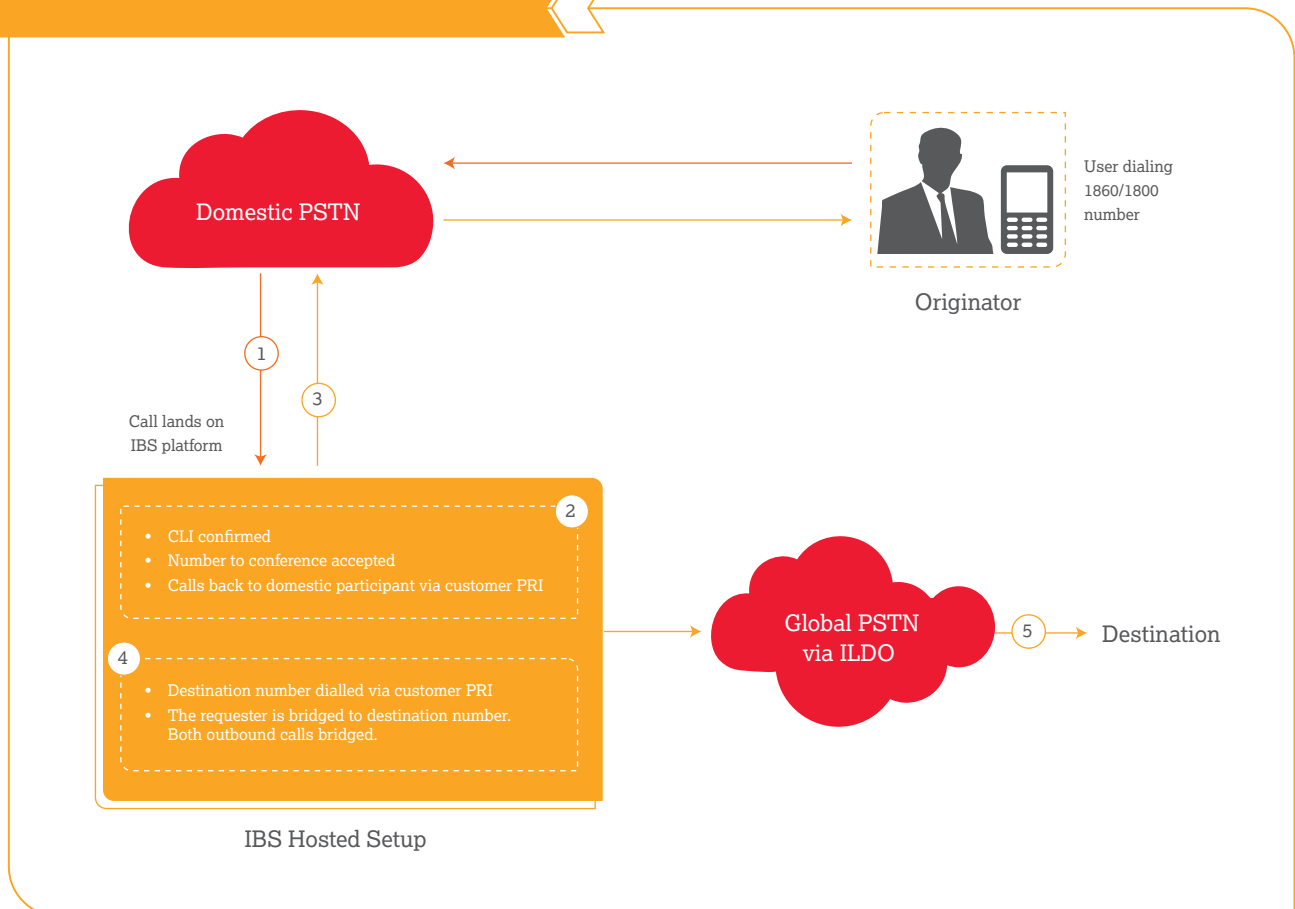 Domestic PSTN
User dialing
1860/1800
number
Originator
1
3
Call lands on
IBS platform
2
• CLI confirmed
• Number to conference accepted
• Calls back to domestic participant via customer PRI
4
• Destination number dialled via customer PRI
• The requester is bridged to destination number.
Both outbound calls bridged.
IBS Hosted Setup
Global PSTN
via ILDO
5
Destination